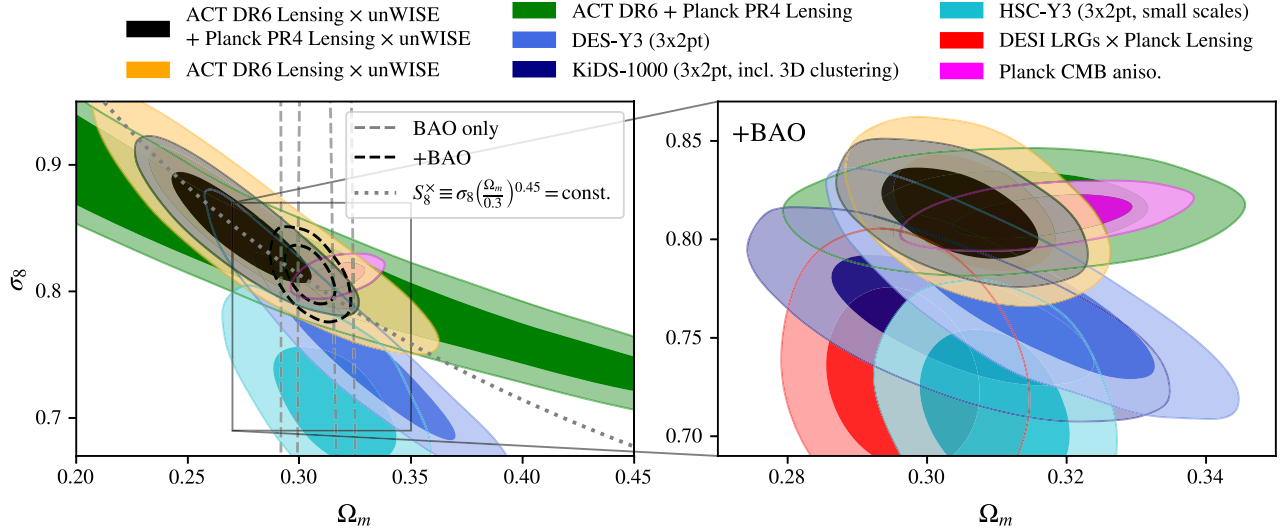 ACT DR6 Lensing × unWISE
+ Planck PR4 Lensing × unWISE
ACT DR6 Lensing × unWISE
ACT DR6 + Planck PR4 Lensing
DES-Y3 (3x2pt)
KiDS-1000 (3x2pt, incl. 3D clustering)
HSC-Y3 (3x2pt, small scales)
DESI LRGs × Planck Lensing
Planck CMB aniso.
BAO only
+BAO
S₈^× ≡ σ₈(Ωₘ/0.3)^0.45 = const.
0.9
0.8
0.7
σ₈
0.20 0.25 0.30 0.35 0.40 0.45
Ωₘ
+BAO
0.85
0.80
0.75
0.70
0.28 0.30 0.32 0.34
Ωₘ